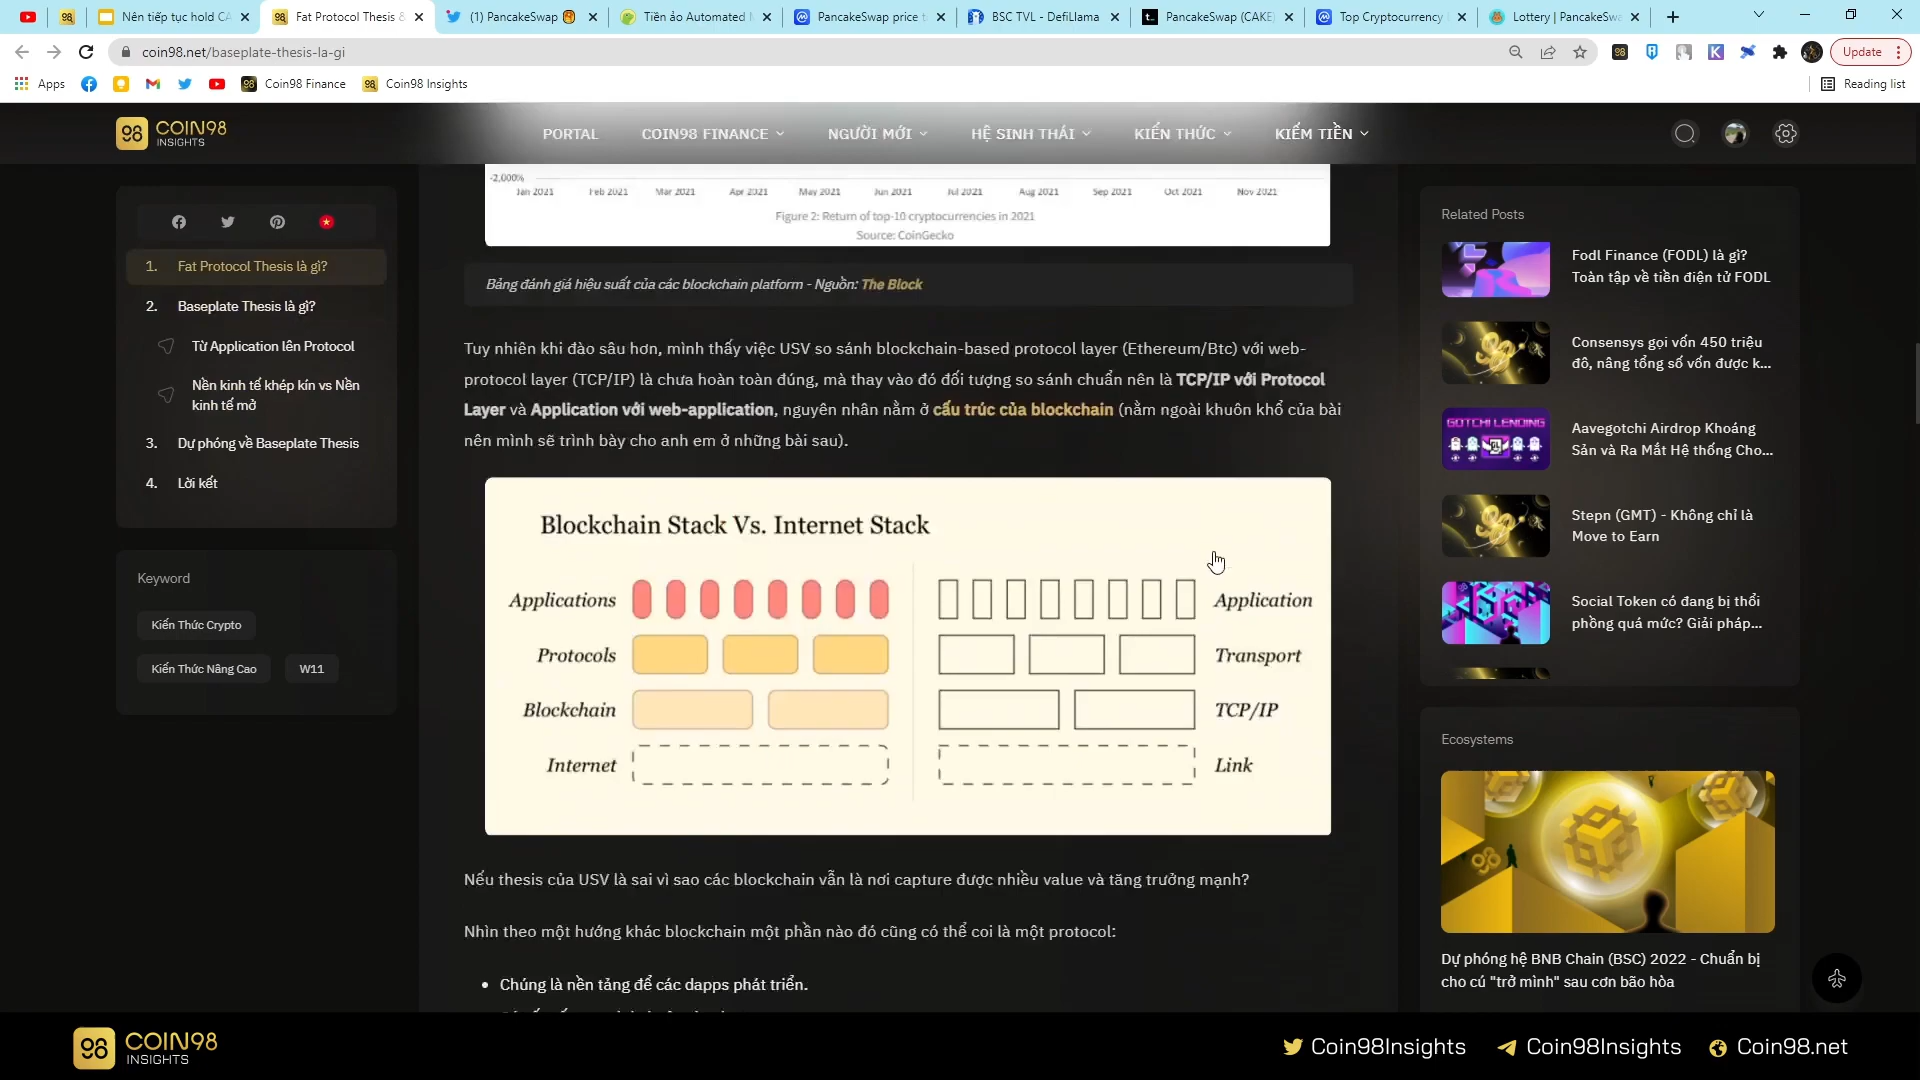 Nên tiếp tục hold CA
Fat Protocol Thesis &
(1) PancakeSwap
Tiền ảo Automated
PancakeSwap price t
BSC TVL - DefiLlama
PancakeSwap (CAKE
Top Cryptocurrency
Lottery | PancakeSwa
coin98.net/baseplate-thesis-la-gi
Update
Apps
Coin98 Finance
Coin98 Insights
Reading list
98
COIN98
INSIGHTS
PORTAL
COIN98 FINANCE
NGƯỜI MỚI
HỆ SINH THÁI
KIẾN THỨC
KIẾM TIỀN
1. Fat Protocol Thesis là gì?
2. Baseplate Thesis là gì?
Từ Application lên Protocol
Nền kinh tế khép kín vs Nền
kinh tế mở
3. Dự phóng về Baseplate Thesis
4. Lời kết
Keyword
Kiến Thức Crypto
Kiến Thức Nâng Cao
W11
-2,000%
Jan 2021 Feb 2021 Mar 2021 Apr 2021 May 2021 Jun 2021 Jul 2021 Aug 2021 Sep 2021 Oct 2021 Nov 2021
Figure 2: Return of top-10 cryptocurrencies in 2021
Source: CoinGecko
Bảng đánh giá hiệu suất của các blockchain platform - Nguồn: The Block
Tuy nhiên khi đào sâu hơn, mình thấy việc USV so sánh blockchain-based protocol layer (Ethereum/Btc) với web-
protocol layer (TCP/IP) là chưa hoàn toàn đúng, mà thay vào đó đối tượng so sánh chuẩn nên là TCP/IP với Protocol
Layer và Application với web-application, nguyên nhân nằm ở cấu trúc của blockchain (nằm ngoài khuôn khổ của bài
nên mình sẽ trình bày cho anh em ở những bài sau).
Blockchain Stack Vs. Internet Stack
Applications
Application
Protocols
Transport
Blockchain
TCP/IP
Internet
Link
Nếu thesis của USV là sai vì sao các blockchain vẫn là nơi capture được nhiều value và tăng trưởng mạnh?
Nhìn theo một hướng khác blockchain một phần nào đó cũng có thể coi là một protocol:
• Chúng là nền tảng để các dapps phát triển.
Related Posts
Fodl Finance (FODL) là gì?
Toàn tập về tiền điện tử FODL
Consensys gọi vốn 450 triệu
đô, nâng tổng số vốn được k...
GOTCHI LENDING
Aavegotchi Airdrop Khoáng
Sản và Ra Mắt Hệ thống Cho...
Stepn (GMT) - Không chỉ là
Move to Earn
Social Token có đang bị thổi
phồng quá mức? Giải pháp...
Ecosystems
Dự phóng hệ BNB Chain (BSC) 2022 - Chuẩn bị
cho cú "trở mình" sau cơn bão hòa
98
COIN98
INSIGHTS
Coin98Insights
Coin98Insights
Coin98.net